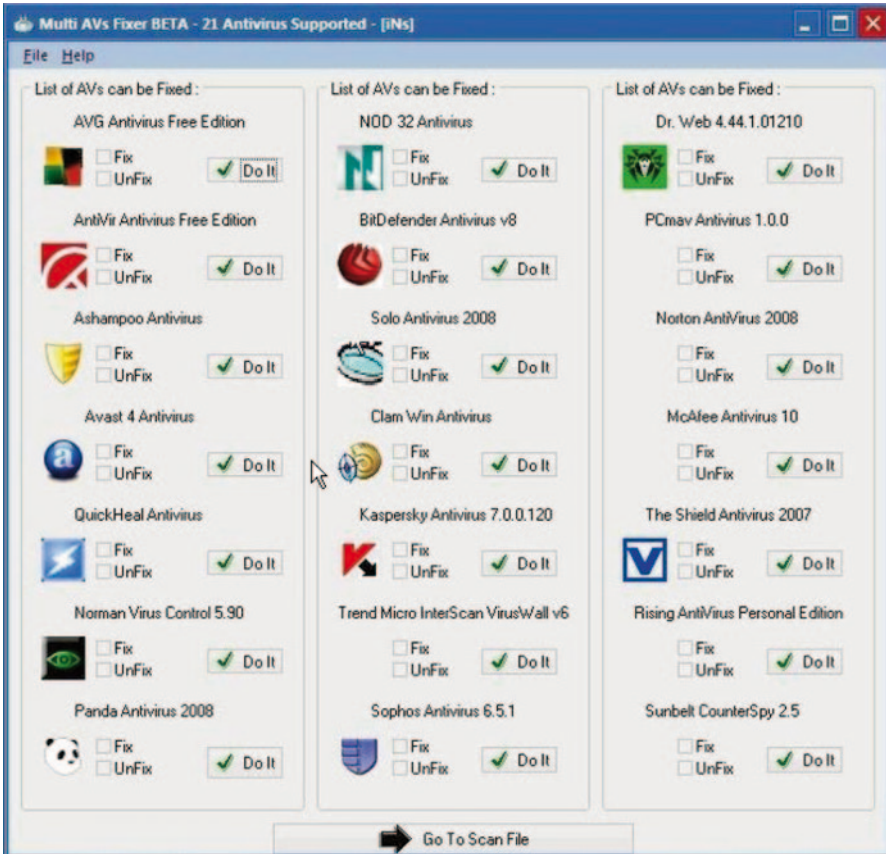 Multi AVs Fixer BETA - 21 Antivirus Supported - [iNs]
File Help
List of AVs can be Fixed :
AVG Antivirus Free Edition
Fix
UnFix
Do It
AntiVir Antivirus Free Edition
Fix
UnFix
Do It
Ashampoo Antivirus
Fix
UnFix
Do It
Avast 4 Antivirus
a
Fix
UnFix
Do It
QuickHeal Antivirus
Fix
UnFix
Do It
Norman Virus Control 5.90
Fix
UnFix
Do It
Panda Antivirus 2008
Fix
UnFix
Do It
List of AVs can be Fixed :
NOD 32 Antivirus
Fix
UnFix
Do It
BitDefender Antivirus v8
Fix
UnFix
Do It
Solo Antivirus 2008
Fix
UnFix
Do It
Clam Win Antivirus
Fix
UnFix
Do It
Kaspersky Antivirus 7.0.0.120
Fix
UnFix
Do It
Trend Micro InterScan VirusWall v6
Fix
UnFix
Do It
Sophos Antivirus 6.5.1
Fix
UnFix
Do It
List of AVs can be Fixed :
Dr. Web 4.44.1.01210
Fix
UnFix
Do It
PCmav Antivirus 1.0.0
Fix
UnFix
Do It
Norton AntiVirus 2008
Fix
UnFix
Do It
McAfee Antivirus 10
Fix
UnFix
Do It
The Shield Antivirus 2007
V
Fix
UnFix
Do It
Rising AntiVirus Personal Edition
Fix
UnFix
Do It
Sunbelt CounterSpy 2.5
Fix
UnFix
Do It
Go To Scan File